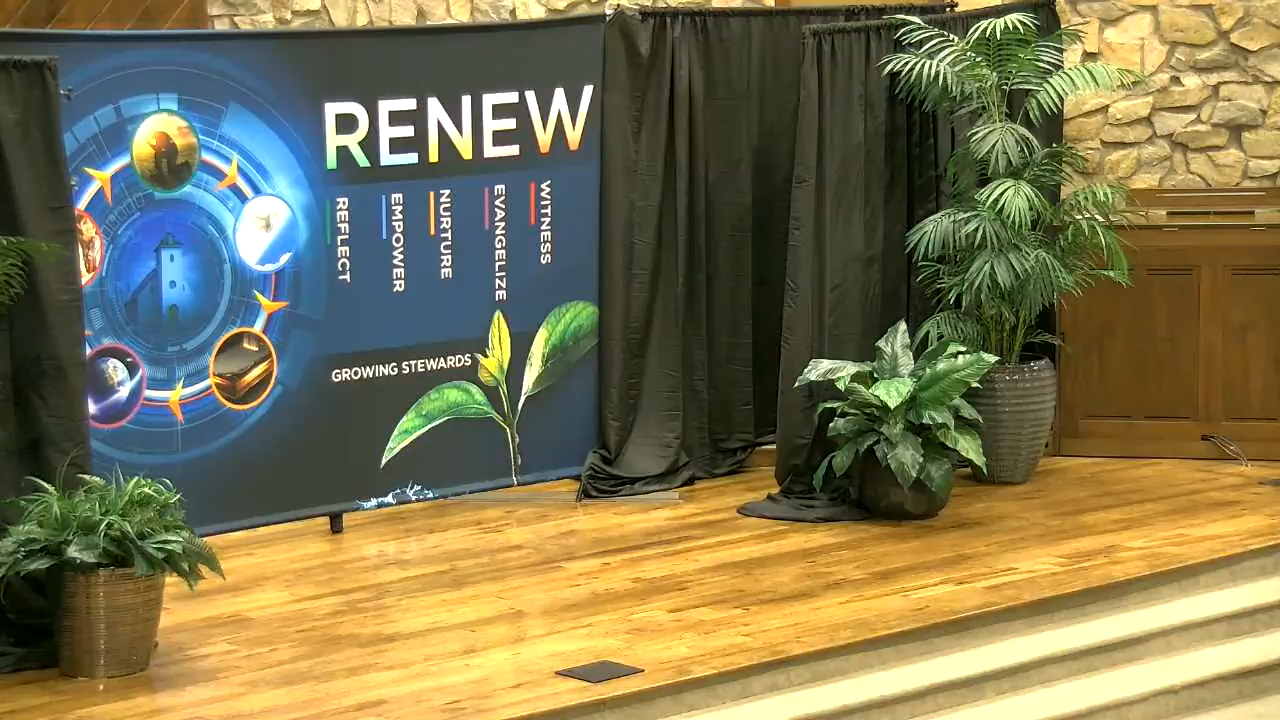 RENEW
REFLECT
EMPOWER
NURTURE
EVANGELIZE
WITNESS
GROWING STEWARDS